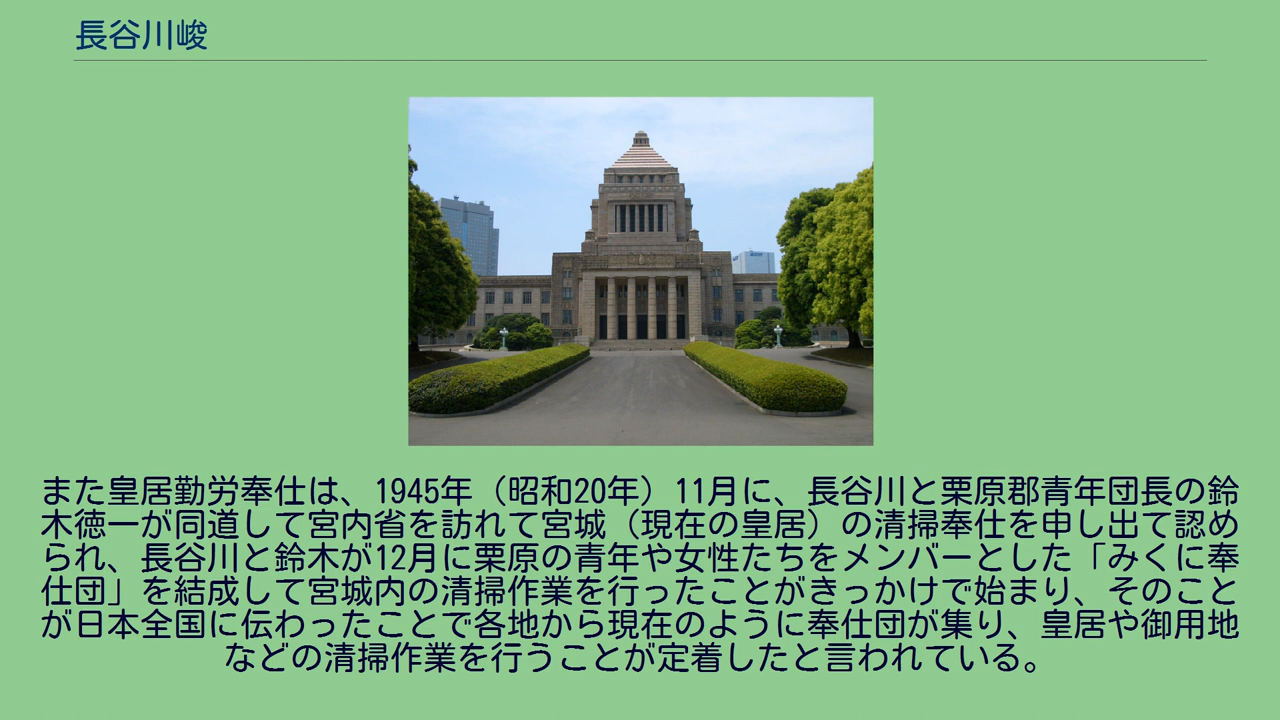 長谷川峻
また皇居勤労奉仕は、1945年（昭和20年）11月に、長谷川と栗原郡青年団長の鈴
木徳一が同道して宮内省を訪れて宮城（現在の皇居）の清掃奉仕を申し出て認め
られ、長谷川と鈴木が12月に栗原の青年や女性たちをメンバーとした「みくに奉
仕団」を結成して宮城内の清掃作業を行ったことがきっかけで始まり、そのこと
が日本全国に伝わったことで各地から現在のように奉仕団が集り、皇居や御用地
などの清掃作業を行うことが定着したと言われている。